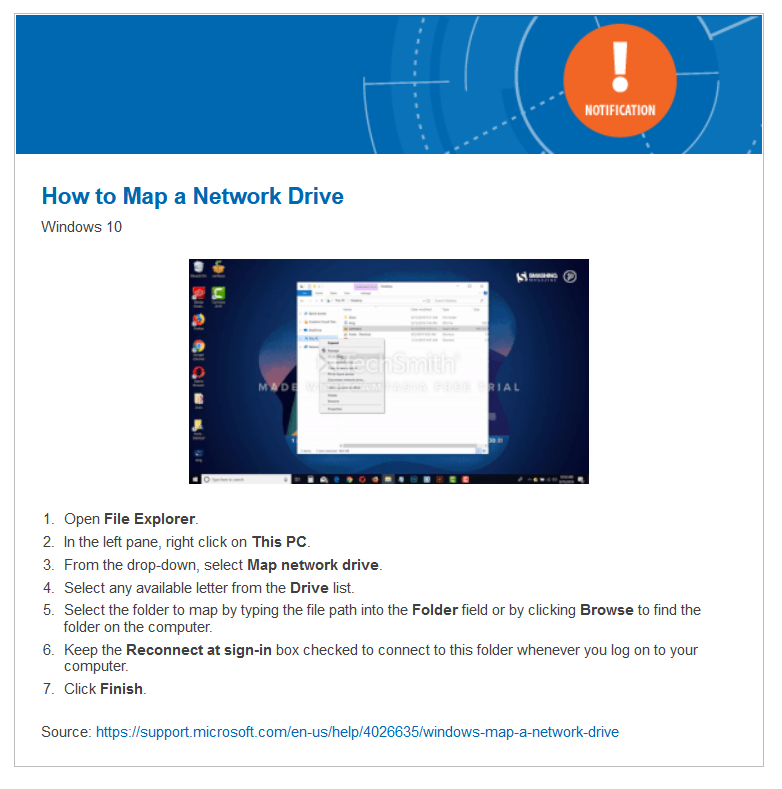 NOTIFICATION
How to Map a Network Drive
Windows 10
SMASHING
MAGAZINE
TechSmith
MADE WITH CAMTASIA FREE TRIAL
1. Open File Explorer.
2. In the left pane, right click on This PC.
3. From the drop-down, select Map network drive.
4. Select any available letter from the Drive list.
5. Select the folder to map by typing the file path into the Folder field or by clicking Browse to find the
folder on the computer.
6. Keep the Reconnect at sign-in box checked to connect to this folder whenever you log on to your
computer.
7. Click Finish.
Source: https://support.microsoft.com/en-us/help/4026635/windows-map-a-network-drive